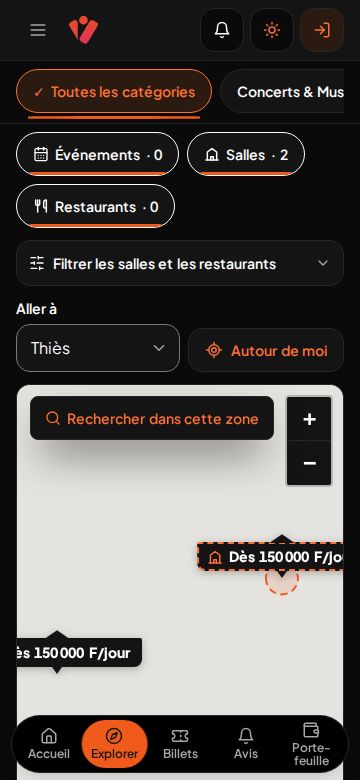 ✓ Toutes les catégories
Concerts & Mus
Événements · 0
Salles · 2
Restaurants · 0
Filtrer les salles et les restaurants
Aller à
Thiès
Autour de moi
Rechercher dans cette zone
+
−
Dès 150 000 F/jou
ès 150 000 F/jour
Accueil
Explorer
Billets
Avis
Porte-
feuille